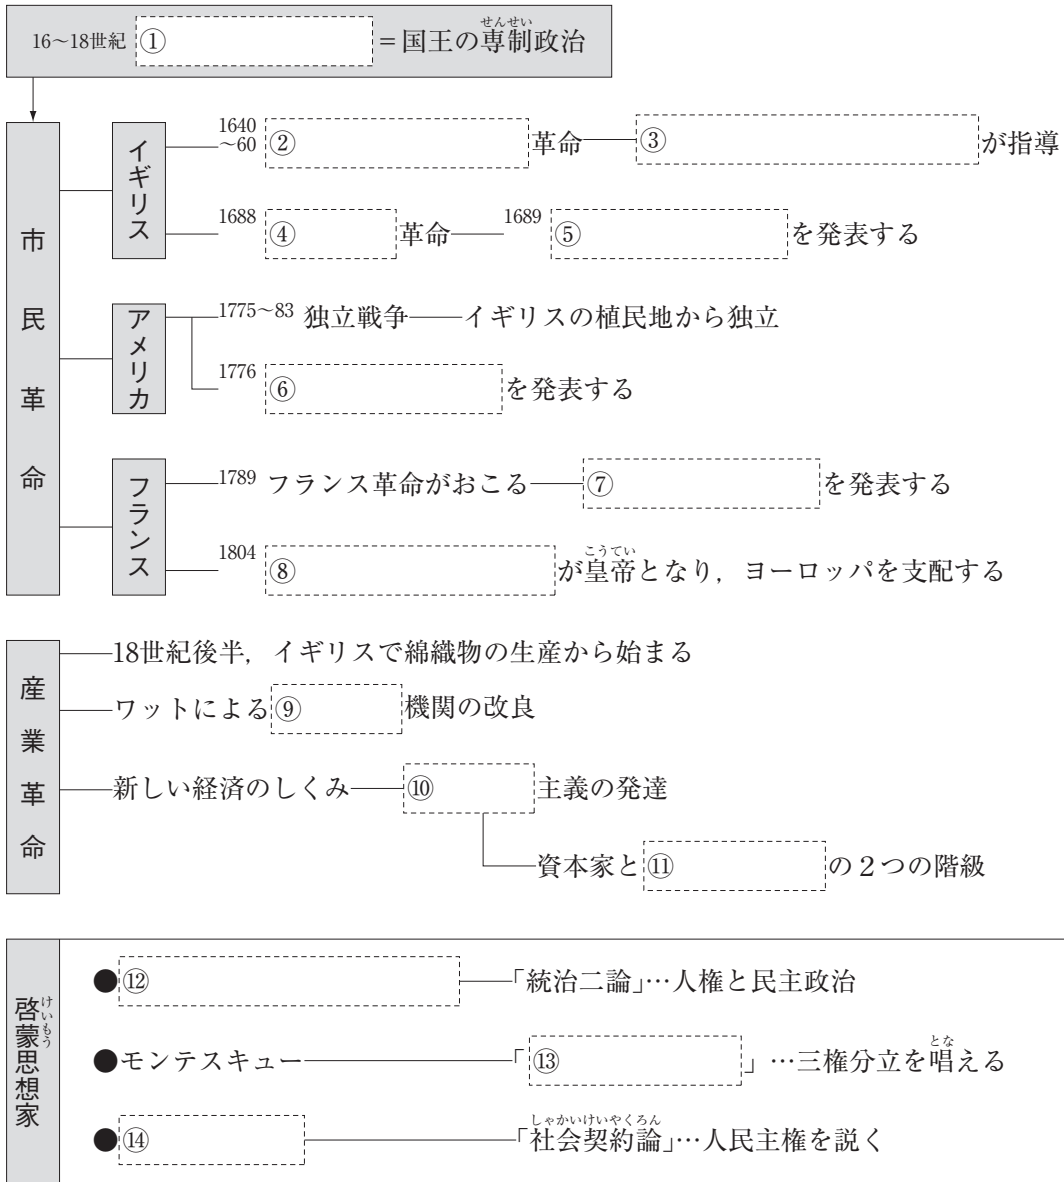 16～18世紀 ① ＝国王の専制政治
せんせい
市民革命
イギリス
1640～60 ② 革命 ③ が指導
1688 ④ 革命 1689 ⑤ を発表する
アメリカ
1775～83 独立戦争 イギリスの植民地から独立
1776 ⑥ を発表する
フランス
1789 フランス革命がおこる ⑦ を発表する
1804 ⑧ が皇帝となり，ヨーロッパを支配する
こうてい
産業革命
18世紀後半，イギリスで綿織物の生産から始まる
ワットによる ⑨ 機関の改良
新しい経済のしくみ ⑩ 主義の発達
資本家と ⑪ の２つの階級
啓蒙思想家
けいもう
●⑫ 「統治二論」…人権と民主政治
●モンテスキュー 「⑬」…三権分立を唱える
とな
●⑭ 「社会契約論」…人民主権を説く
しゃかいけいやくろん